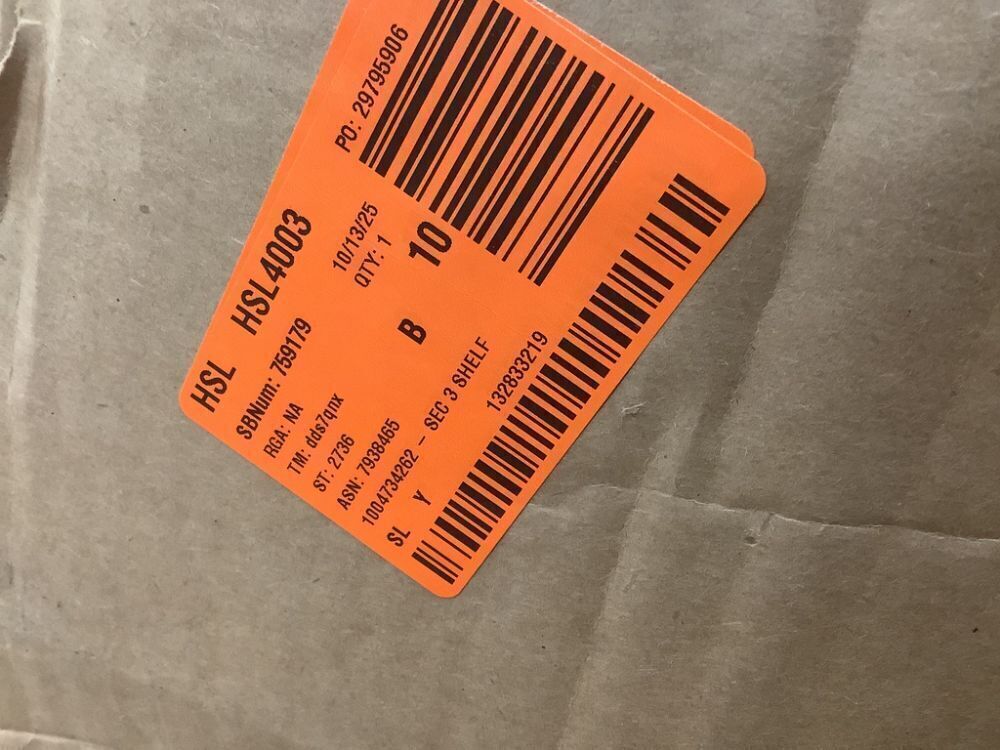 HSL HSL4003
SBNum: 759179
PO: 29795906
RGA: NA
10/13/25
TM: dds7qnx
QTY: 1
ST: 2736
B 10
ASN: 7938465
1004734262 - SEC 3 SHELF
SL Y
132833219